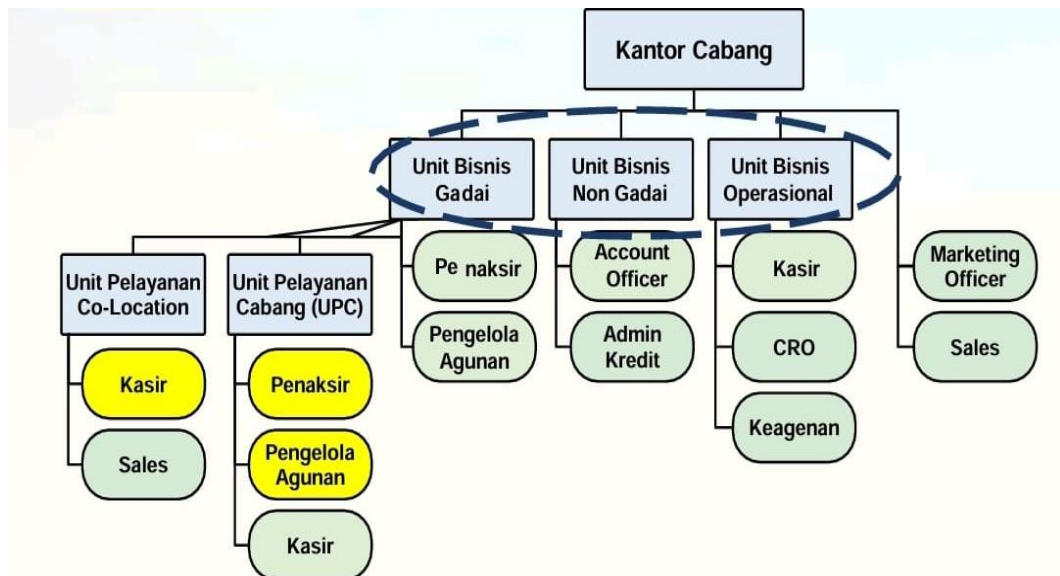 Kantor Cabang
Unit Bisnis
Gadai
Unit Bisnis
Non Gadai
Unit Bisnis
Operasional
Unit Pelayanan
Co-Location
Unit Pelayanan
Cabang (UPC)
Pe naksir
Account
Officer
Kasir
Marketing
Officer
Pengelola
Agunan
Admin
Kredit
CRO
Sales
Kasir
Penaksir
Keagenan
Sales
Pengelola
Agunan
Kasir